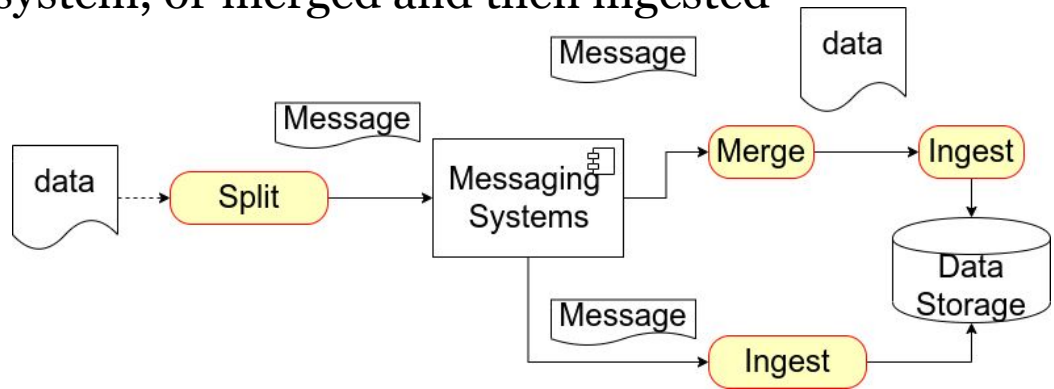 system, or merged and then ingested
data
Message
Message
data
Split
Messaging
Systems
Merge
Ingest
Data
Storage
Message
Ingest